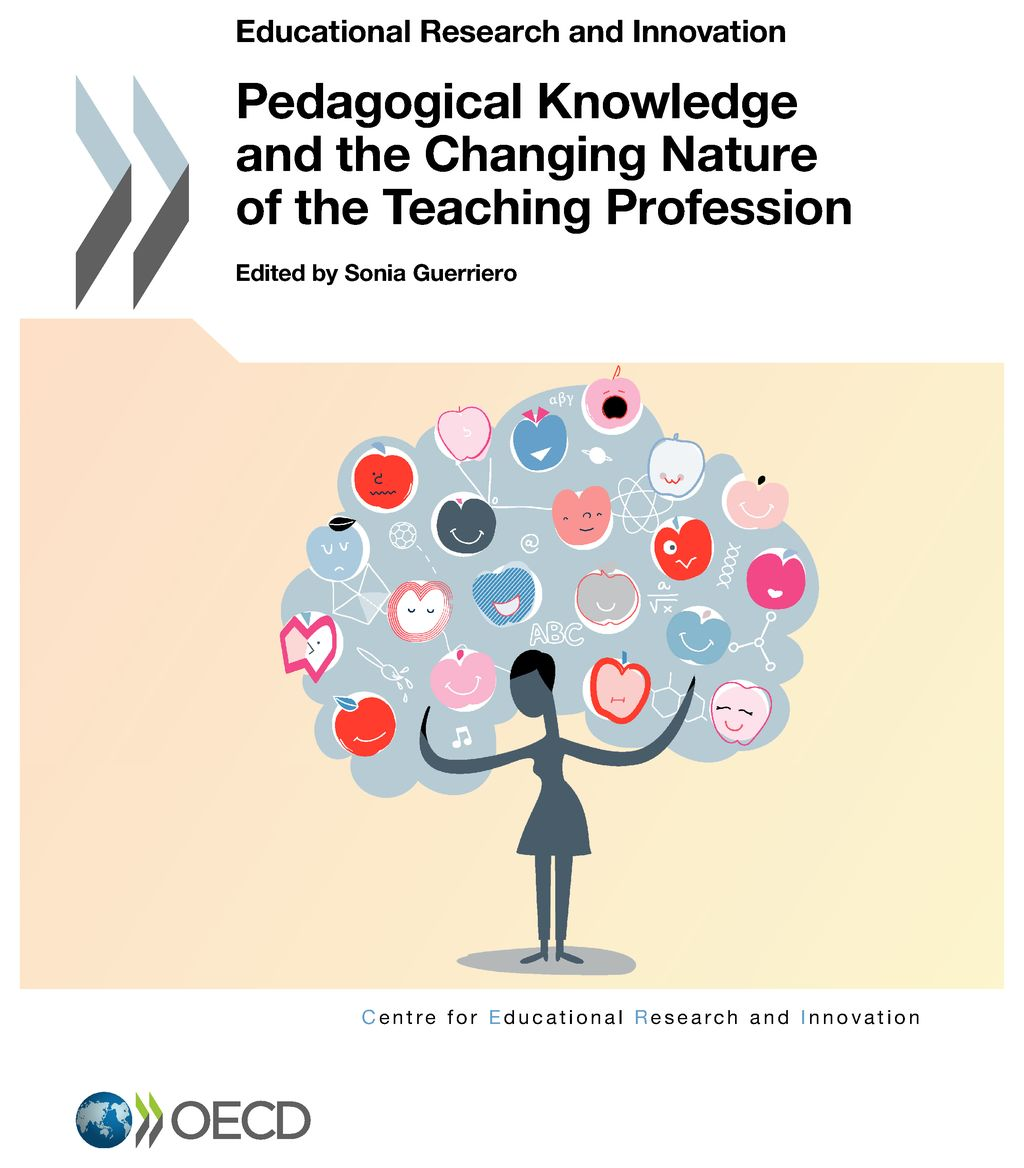 Educational Research and Innovation
Pedagogical Knowledge
and the Changing Nature
of the Teaching Profession
Edited by Sonia Guerriero
αβγ
@
a
√x
ABC
Centre for Educational Research and Innovation
OECD